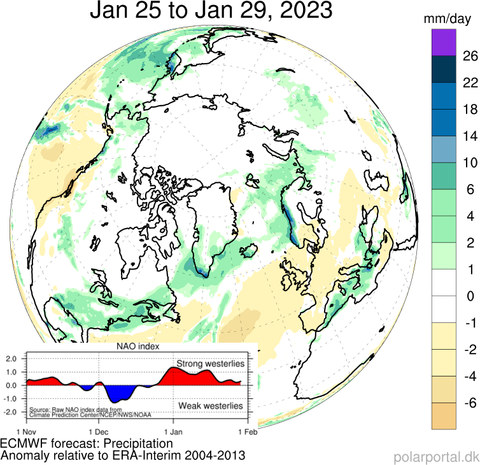 Jan 25 to Jan 29, 2023
mm/day
26
22
18
14
10
6
4
1
0
-1
-2
-4
-6
NAO index
2.0
1.0
0.0
-1.0
-2.0
Strong westerlies
Weak westerlies
Source: Raw NAO index data from
Climate Prediction Center/NCEP/NWS/NOAA
1 Nov 1 Dec 1 Jan 1 Feb
ECMWF forecast: Precipitation
Anomaly relative to ERA-Interim 2004-2013
polarportal.dk